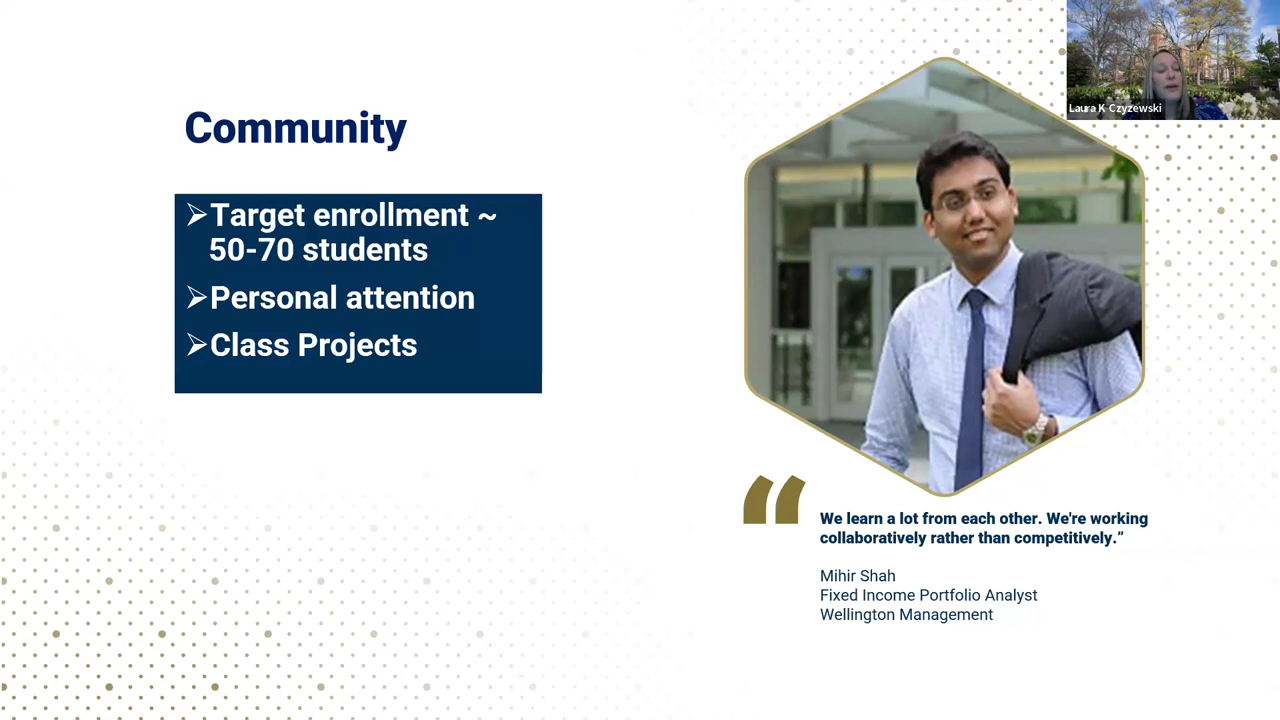 Community
➢Target enrollment ~
50-70 students
➢Personal attention
➢Class Projects
Laura K Czyzewski
“
We learn a lot from each other. We're working
collaboratively rather than competitively.”
Mihir Shah
Fixed Income Portfolio Analyst
Wellington Management